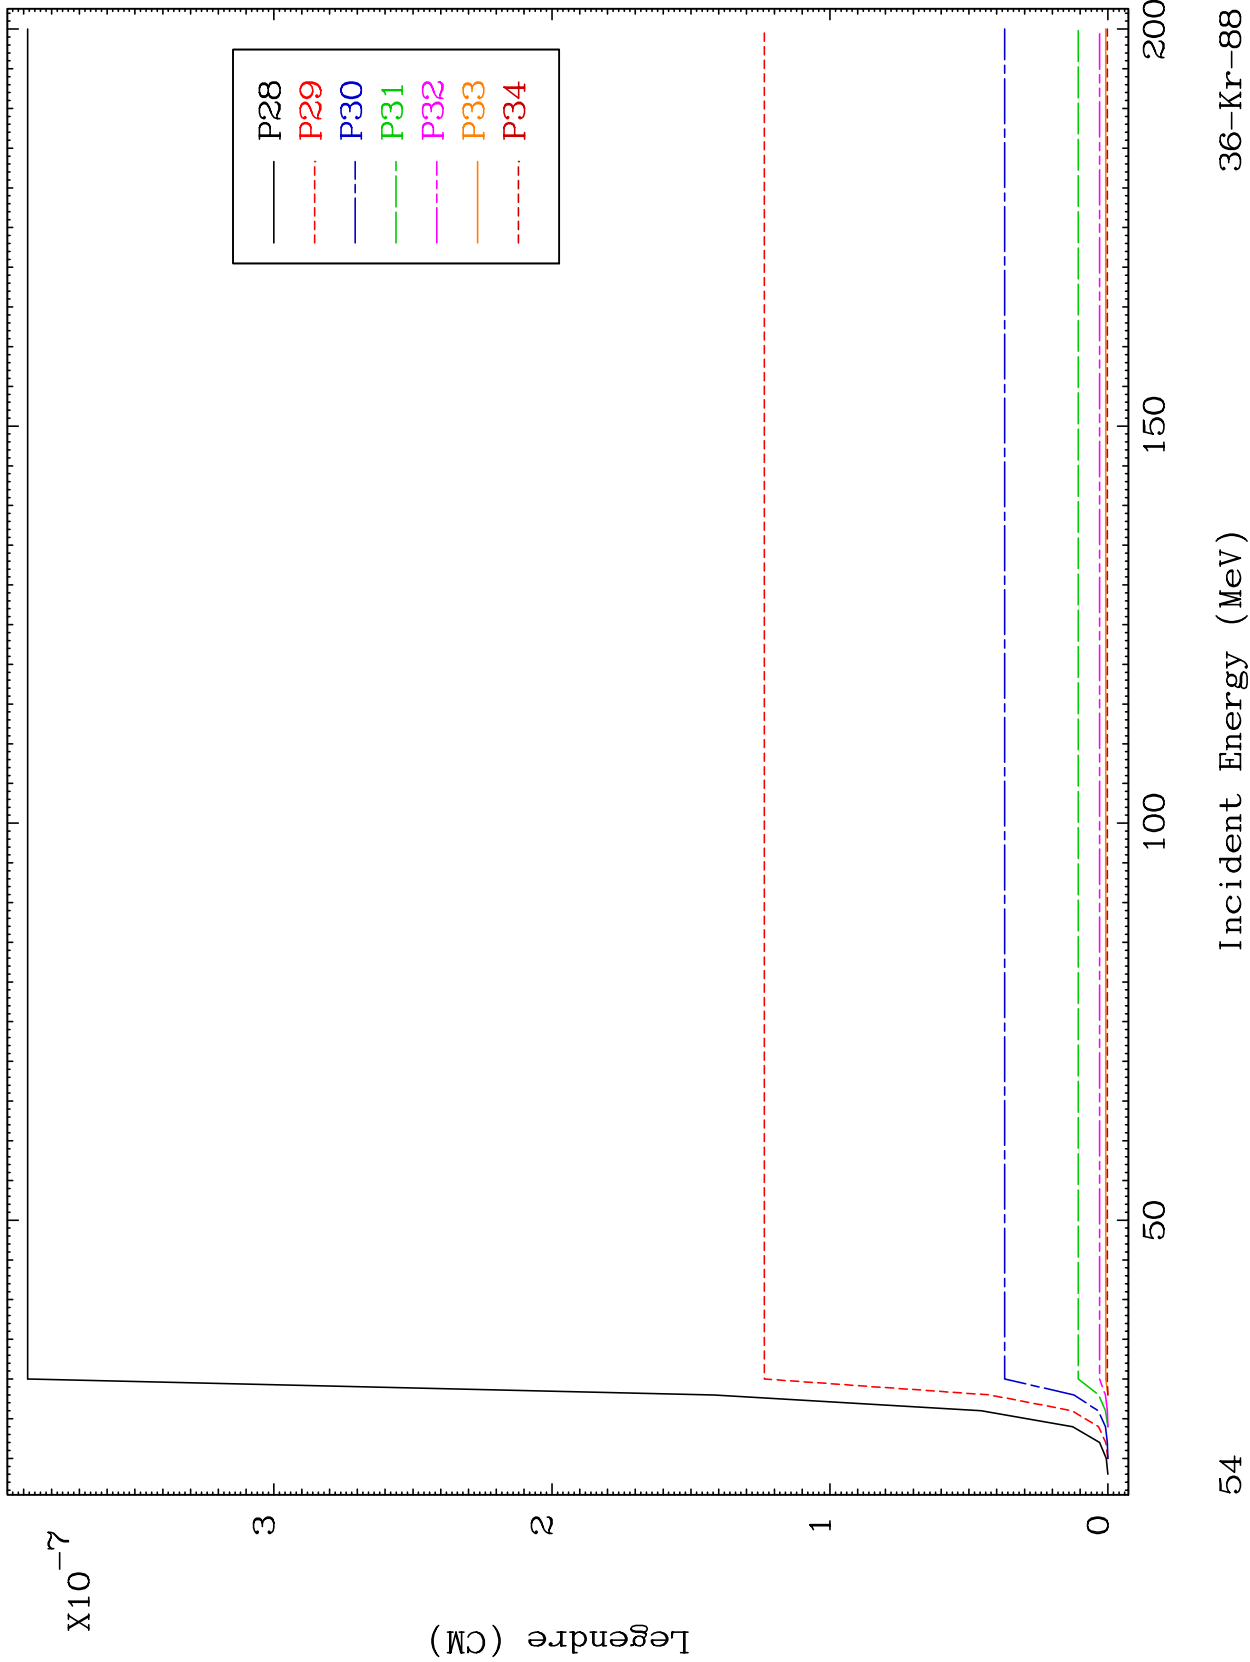 X10-7
3
2
1
0
Legendre (CM)
P28
P29
P30
P31
P32
P33
P34
50
100
150
200
Incident Energy (MeV)
54
36-Kr-88